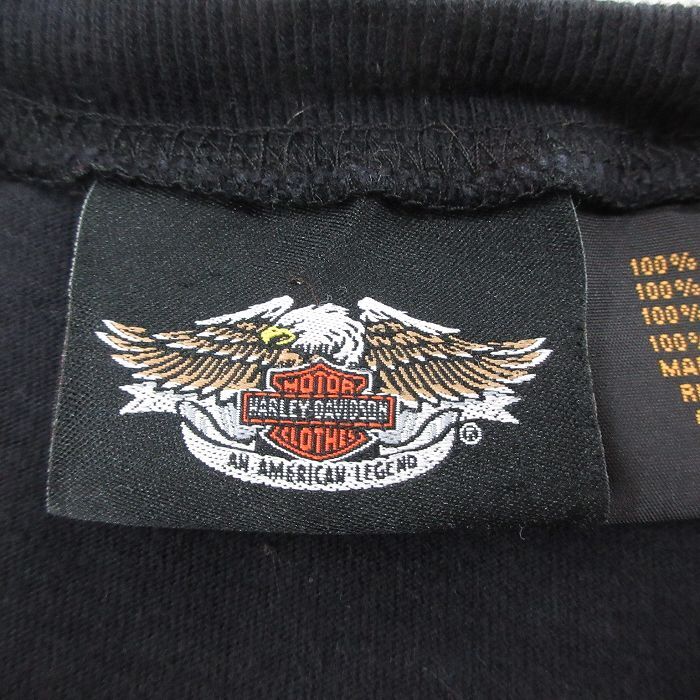 MOTOR
HARLEY-DAVIDSON
CLOTHES
®
AN AMERICAN LEGEND
100%
100%
100%
100%